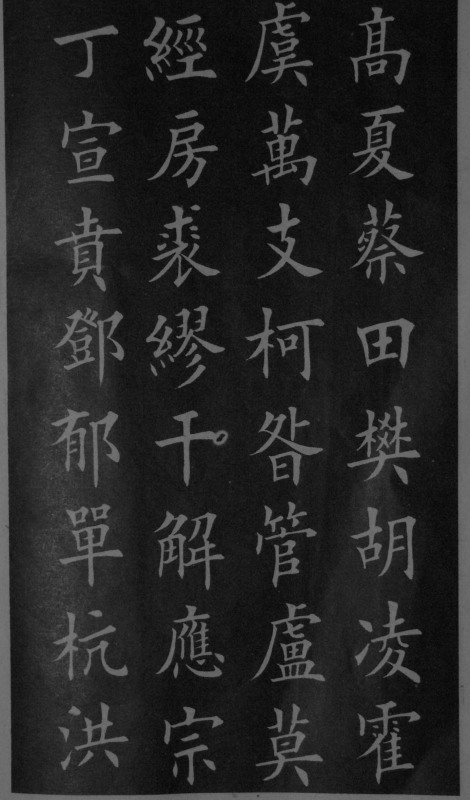 高夏蔡田樊胡凌霍
虞萬支柯昝管盧莫
經房裘繆干解應宗
丁宣賁鄧郁單杭洪